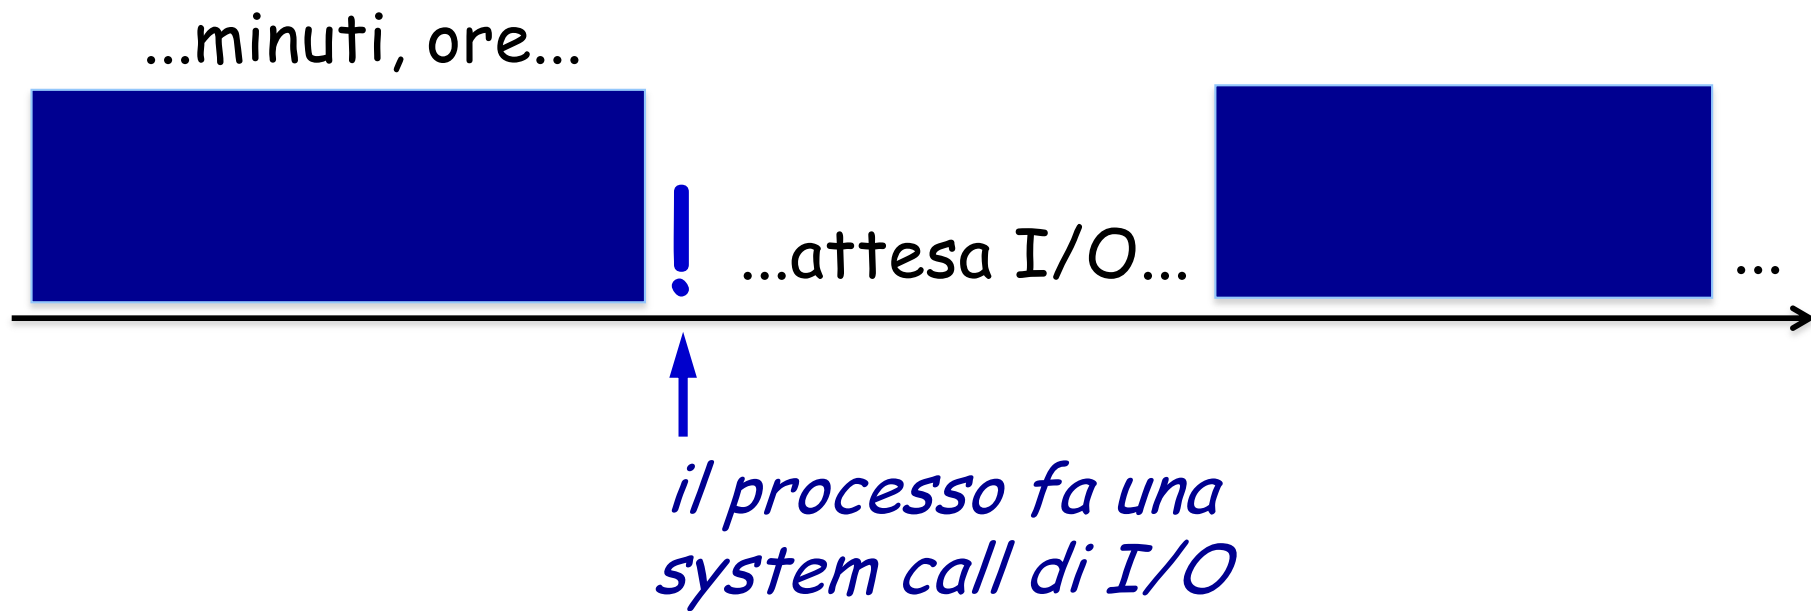 ...minuti, ore...
!
...attesa I/O...
...
il processo fa una
system call di I/O